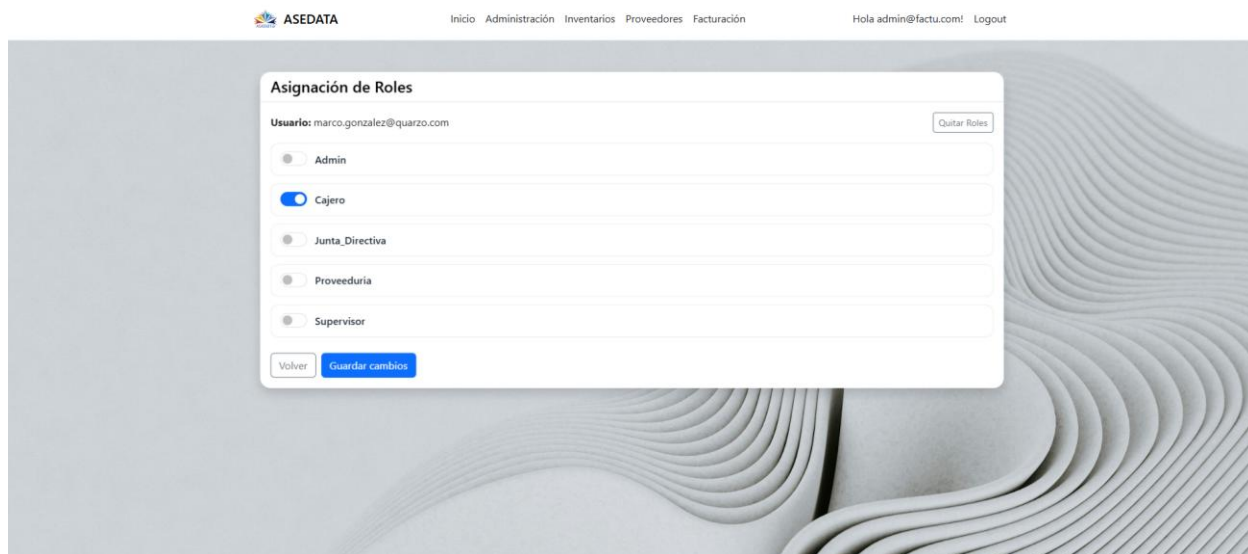 ASEDATA Inicio Administración Inventarios Proveedores Facturación Hola admin@factu.com! Logout
Asignación de Roles
Usuario: marco.gonzalez@quarzo.com Quitar Roles
Admin
Cajero
Junta_Directiva
Proveeduria
Supervisor
Volver Guardar cambios